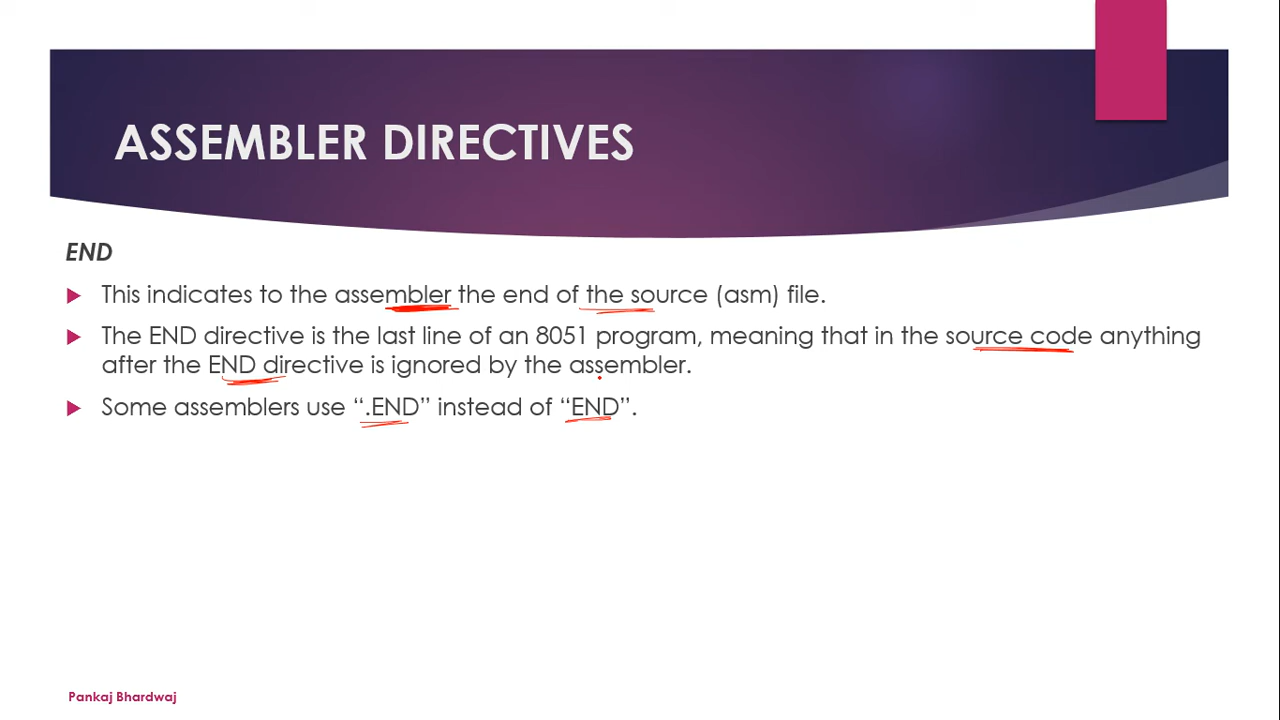 ASSEMBLER DIRECTIVES
END
This indicates to the assembler the end of the source (asm) file.
The END directive is the last line of an 8051 program, meaning that in the source code anything
after the END directive is ignored by the assembler.
Some assemblers use “.END” instead of “END”.
Pankaj Bhardwaj